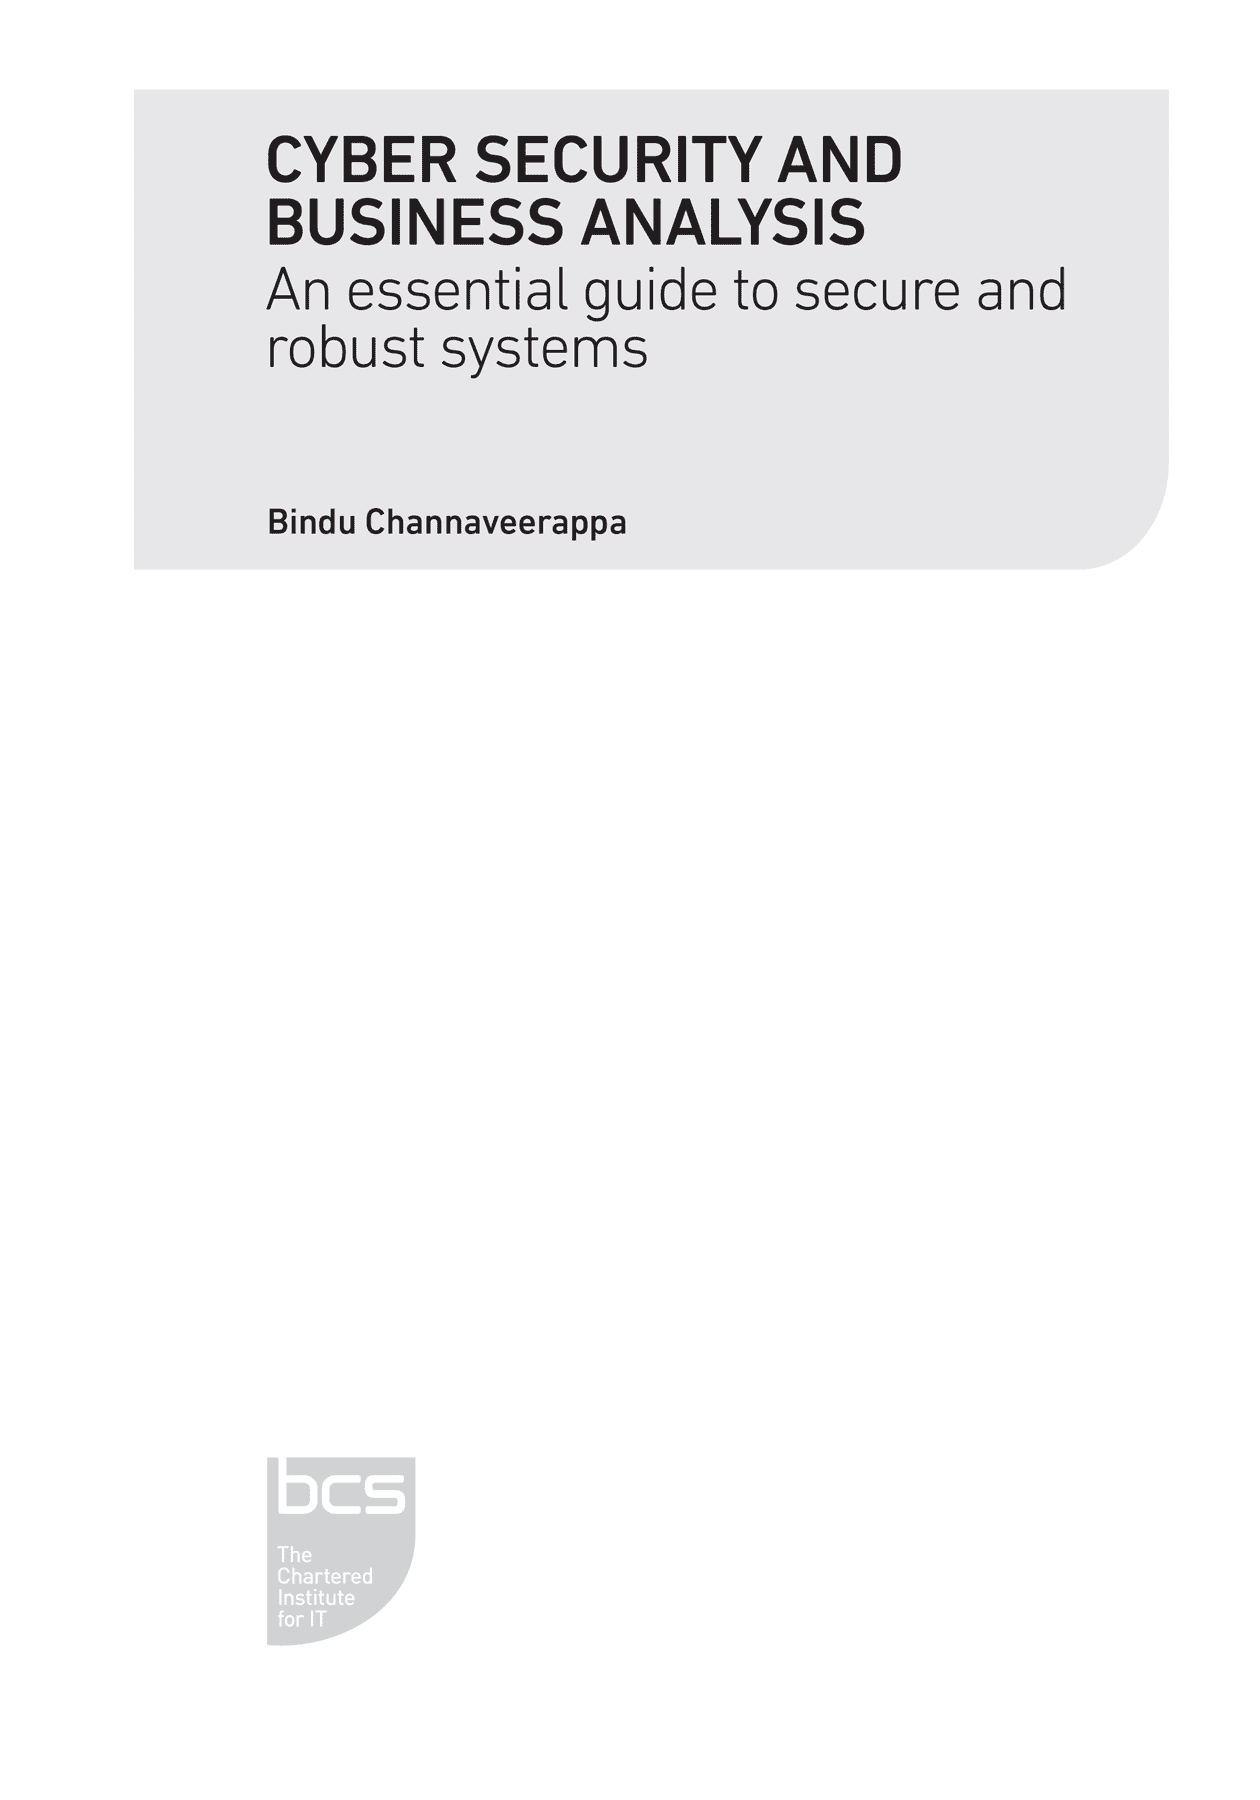 CYBER SECURITY AND
BUSINESS ANALYSIS
An essential guide to secure and
robust systems
Bindu Channaveerappa
bcs
The
Chartered
Institute
for IT